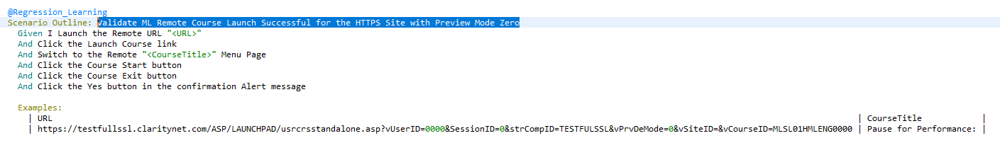 @Regression_Learning
Scenario Outline: Validate ML Remote Course Launch Successful for the HTTPS Site with Preview Mode Zero
Given I Launch the Remote URL "<URL>"
And Click the Launch Course link
And Switch to the Remote "<CourseTitle>" Menu Page
And Click the Course Start button
And Click the Course Exit button
And Click the Yes button in the confirmation Alert message
Examples:
| URL | CourseTitle |
| https://testfullssl.claritynet.com/ASP/LAUNCHPAD/usrcrsstandalone.asp?vUserID=0000&SessionID=0&strCompID=TESTFULSSL&vPrvDeMode=0&vSiteID=&vCourseID=MLSL01HMLENG0000 | Pause for Performance: |